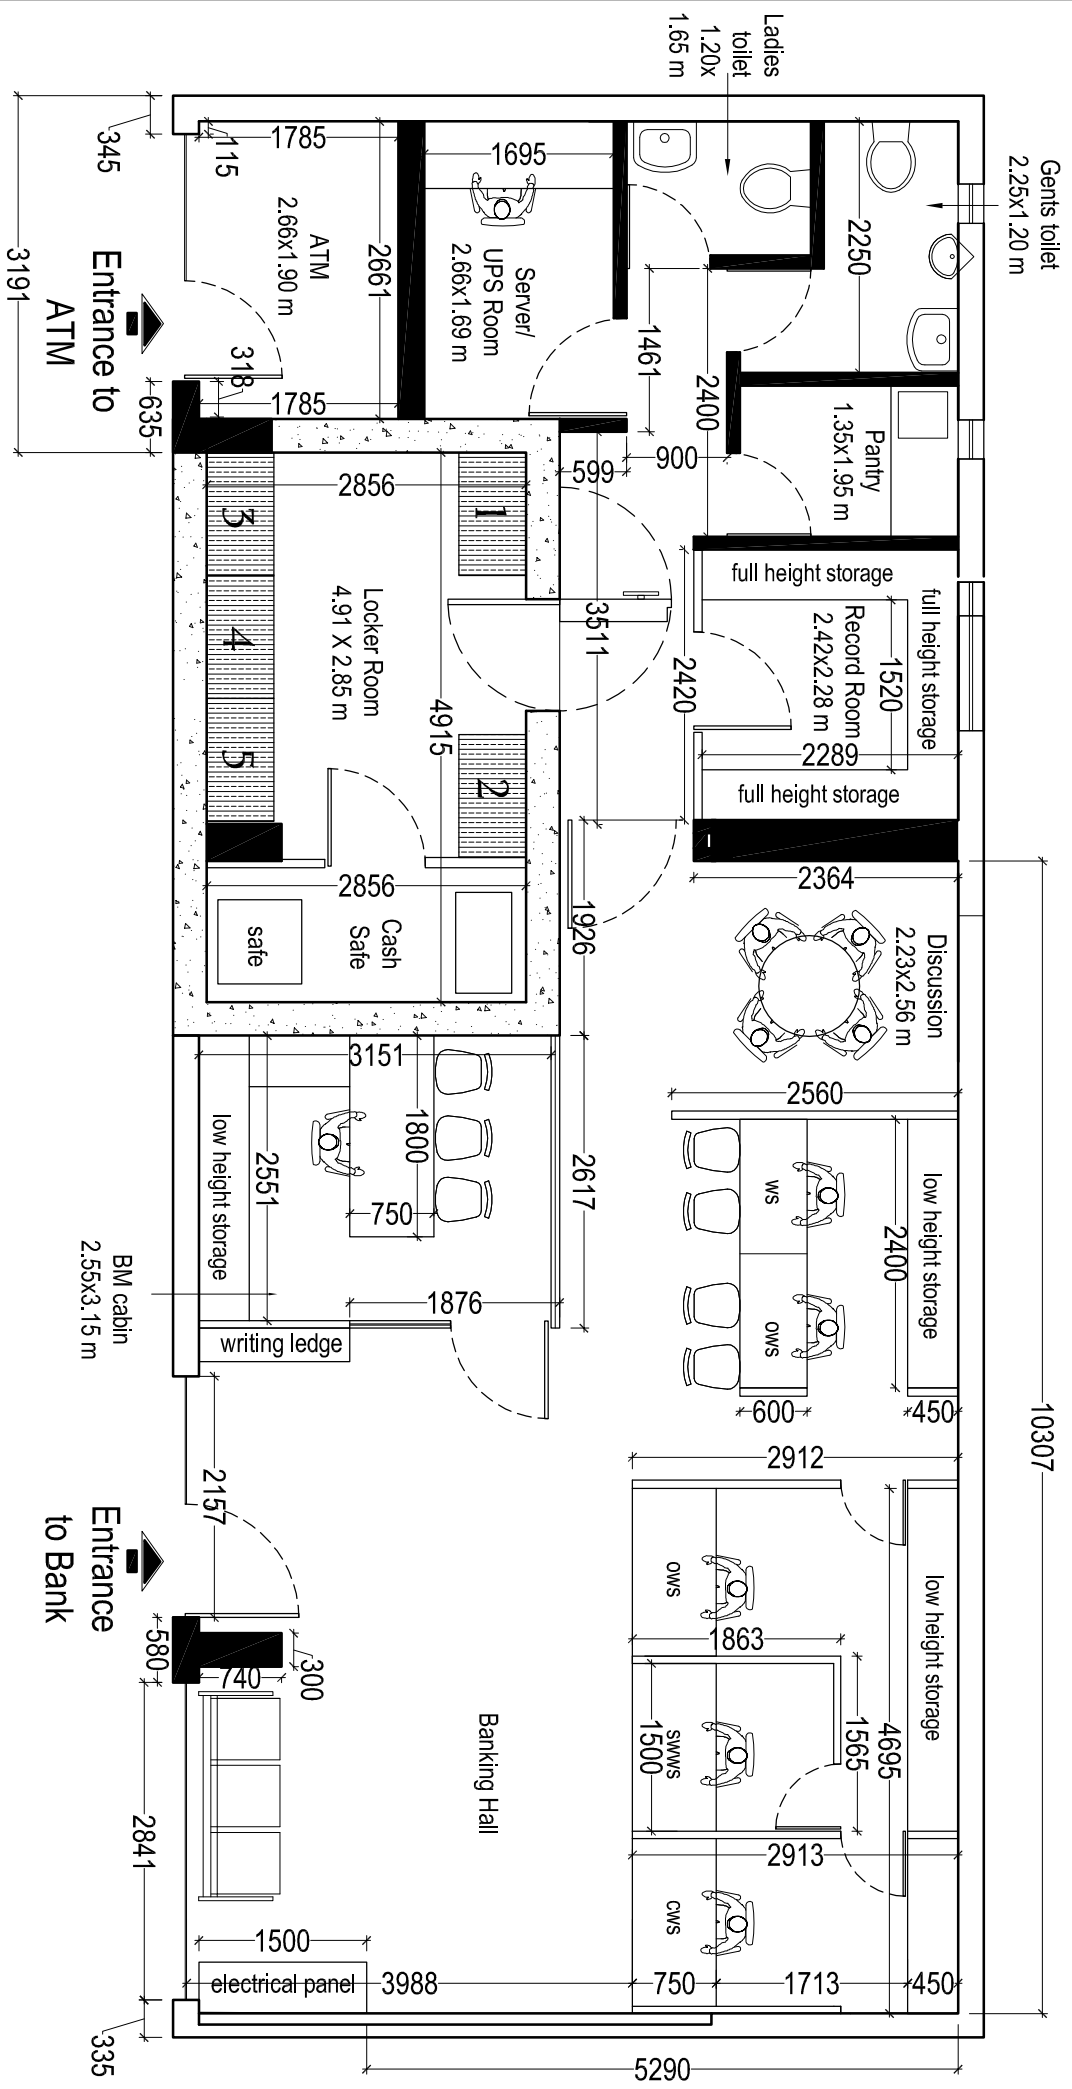 Ladies
toilet
1.20x
1.65 m
Gents toilet
2.25x1.20 m
345
115
1785
1695
2250
ATM
2.66x1.90 m
2661
Server/
UPS Room
2.66x1.69 m
3191
Entrance to
ATM
318
635
1785
1461
2400
Pantry
1.35x1.95 m
599
900
2856
1
3
4
5
2
Locker Room
4.91 X 2.85 m
4915
3511
2420
full height storage
full height storage
full height storage
Record Room
2.42x2.28 m
1520
2289
2364
2856
Cash
Safe
safe
1926
Discussion
2.23x2.56 m
10307
3151
2560
1800
750
2551
low height storage
2617
ws
ows
2400
low height storage
BM cabin
2.55x3.15 m
1876
writing ledge
600
450
2912
2157
Entrance
to Bank
580
740
300
ows
1863
swws
1500
1565
4695
low height storage
Banking Hall
2841
2913
cws
1500
electrical panel
3988
750
1713
450
335
5290